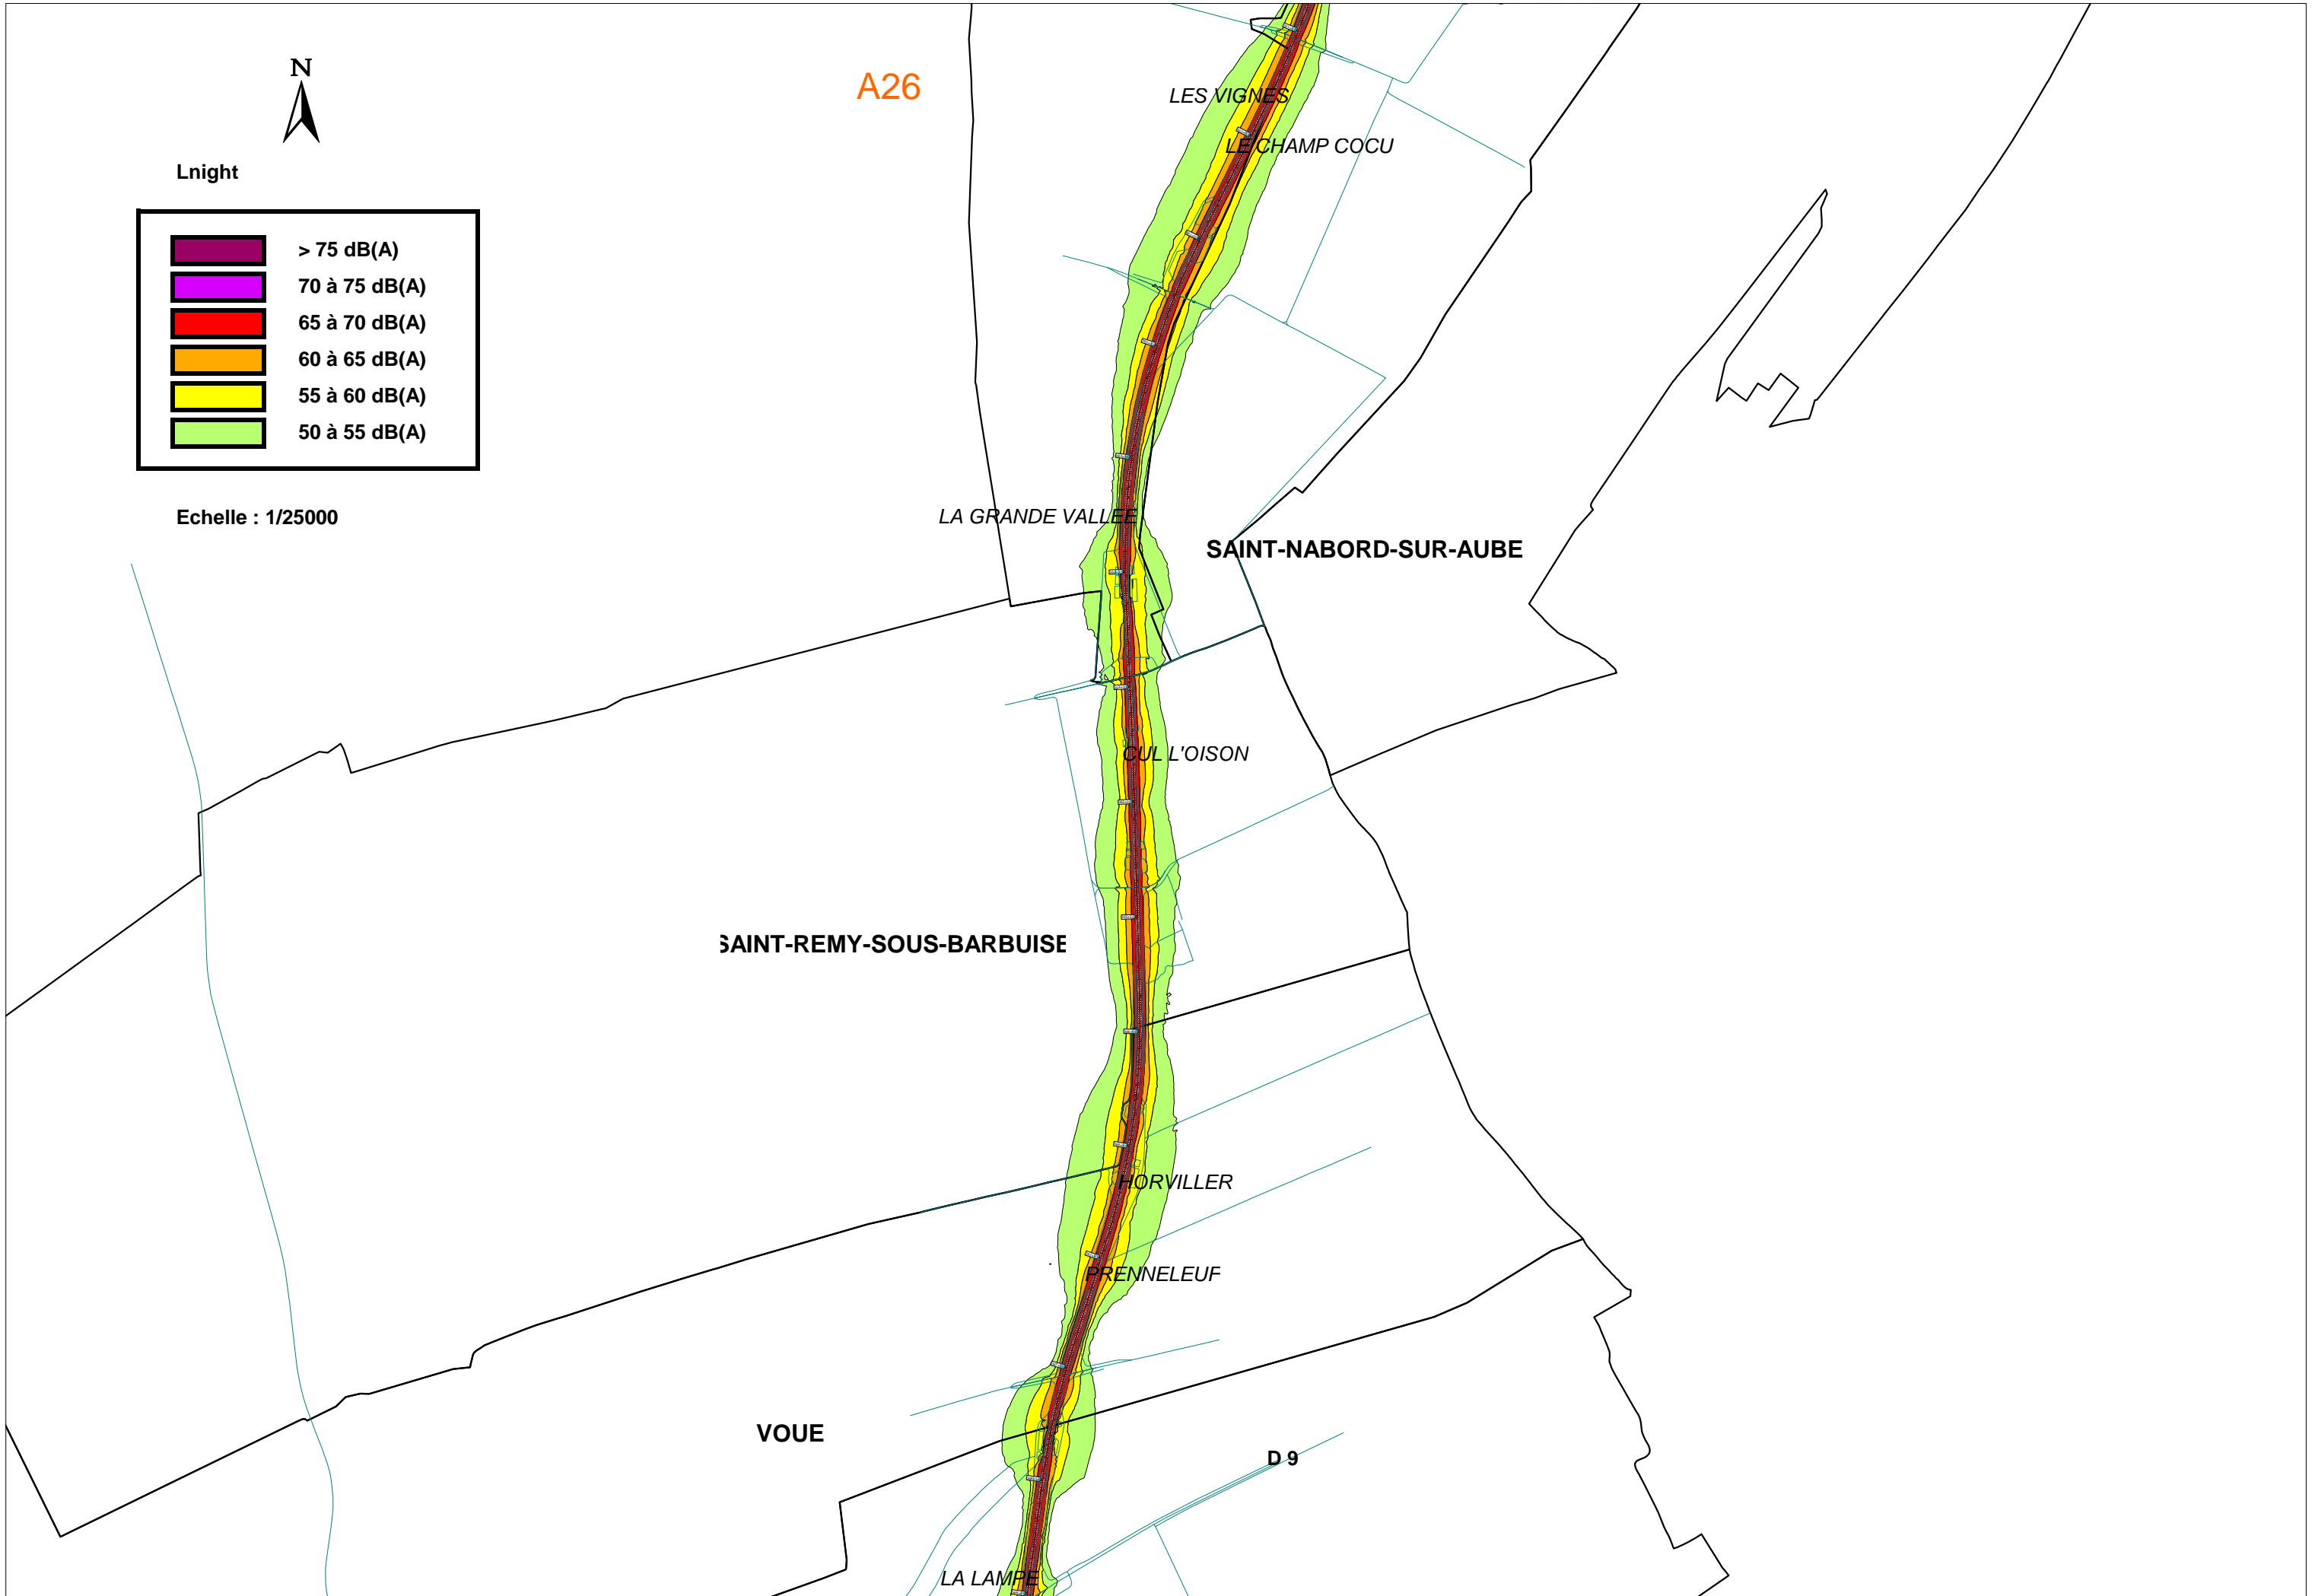 N
A26
LES VIGNES
LE CHAMP COCU
Lnight
> 75 dB(A)
70 à 75 dB(A)
65 à 70 dB(A)
60 à 65 dB(A)
55 à 60 dB(A)
50 à 55 dB(A)
Echelle : 1/25000
LA GRANDE VALLEE
SAINT-NABORD-SUR-AUBE
CUL L'OISON
SAINT-REMY-SOUS-BARBUISE
HORVILLER
PRENNELEUF
VOUE
D 9
LA LAMPE